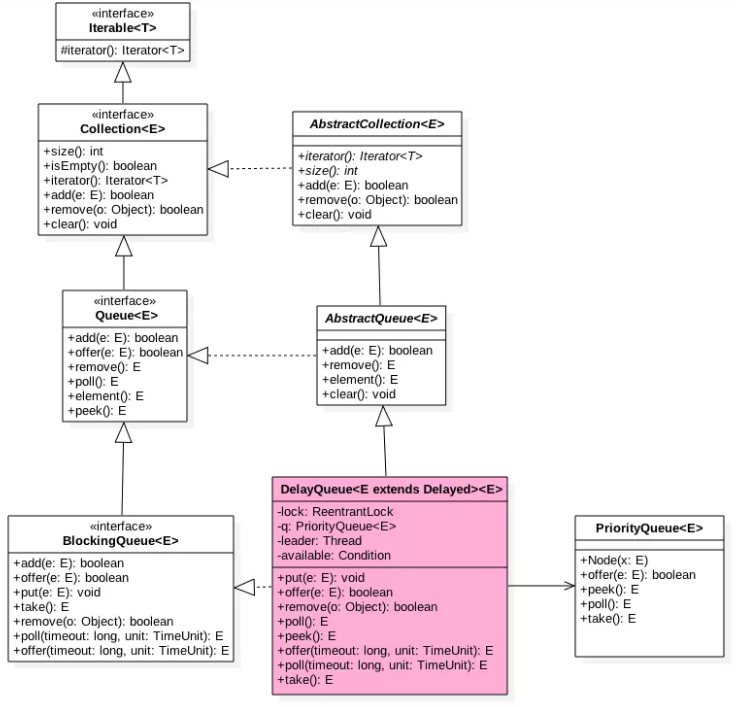 «interface»
Iterable<T>
#iterator(): Iterator<T>
«interface»
Collection<E>
+size(): int
+isEmpty(): boolean
+iterator(): Iterator<T>
+add(e: E): boolean
+remove(o: Object): boolean
+clear(): void
AbstractCollection<E>
+iterator(): Iterator<T>
+size(): int
+add(e: E): boolean
+remove(o: Object): boolean
+clear(): void
«interface»
Queue<E>
+add(e: E): boolean
+offer(e: E): boolean
+remove(): E
+poll(): E
+element(): E
+peek(): E
AbstractQueue<E>
+add(e: E): boolean
+remove(): E
+element(): E
+clear(): void
«interface»
BlockingQueue<E>
+add(e: E): boolean
+offer(e: E): boolean
+put(e: E): void
+take(): E
+remove(o: Object): boolean
+poll(timeout: long, unit: TimeUnit): E
+offer(timeout: long, unit: TimeUnit): E
DelayQueue<E extends Delayed><E>
-lock: ReentrantLock
-q: PriorityQueue<E>
-leader: Thread
-available: Condition
+put(e: E): void
+offer(e: E): boolean
+remove(o: Object): boolean
+poll(): E
+peek(): E
+offer(timeout: long, unit: TimeUnit): E
+poll(timeout: long, unit: TimeUnit): E
+take(): E
PriorityQueue<E>
+Node(x: E)
+offer(e: E): boolean
+peek(): E
+poll(): E
+take(): E